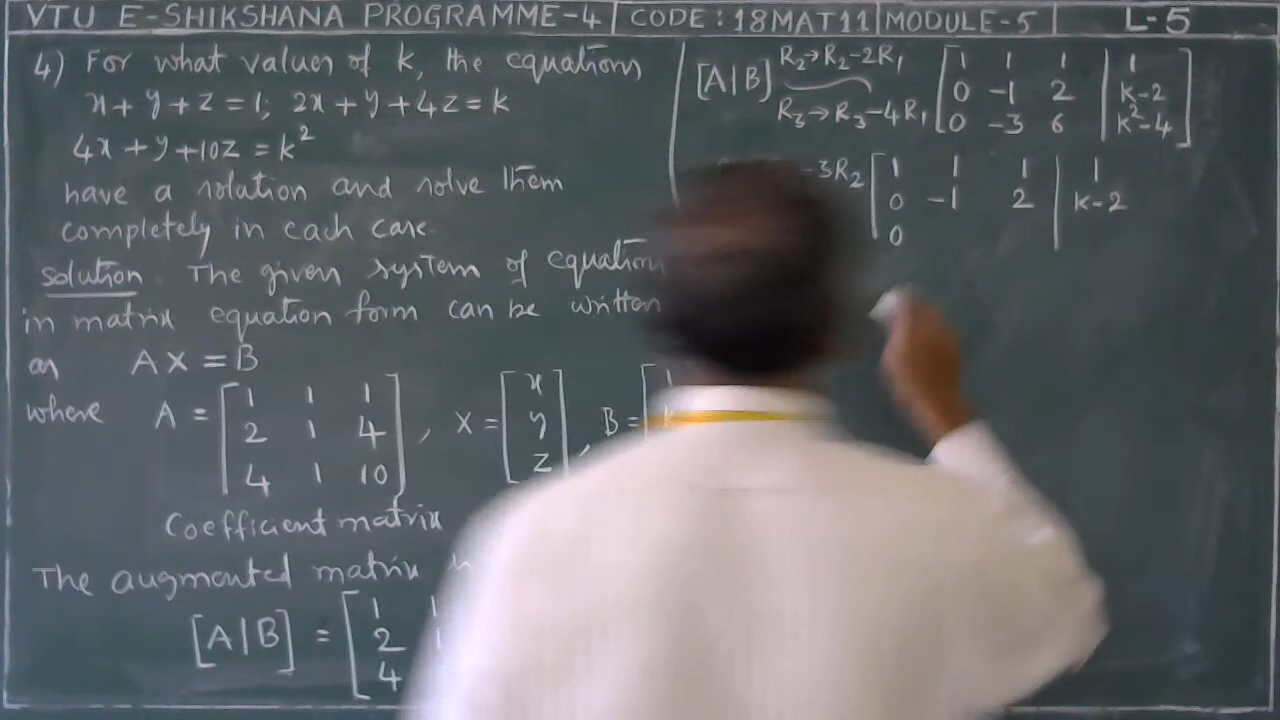 VTU E-SHIKSHANA PROGRAMME-4 | CODE: 18MAT11 | MODULE-5 | L-5
4) For what values of k, the equations
x+y+z=1; 2x+y+4z=k
4x+y+10z=k²
have a solution and solve them
completely in each case.
Solution. The given system of equation
in matrix equation form can be written
as AX=B
where A = [1 1 1
2 1 4
4 1 10], X = [x
y
z], B = [1
Coefficient matrix
The augmented matrix
[A|B] = [1 1
2 1
4
[A|B] R₂→R₂-2R₁
R₃→R₃-4R₁
[1 1 1 | 1
0 -1 2 | k-2
0 -3 6 | k²-4]
-3R₂ [1 1 1 | 1
0 -1 2 | k-2
0